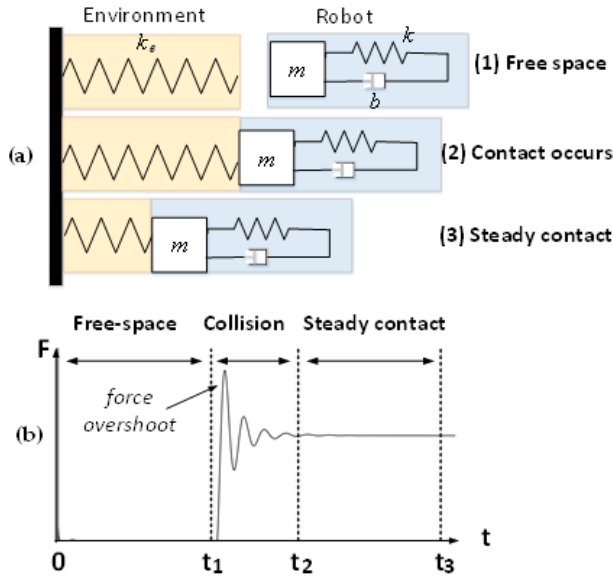 Environment Robot
k_e k
m (1) Free space
b
(a) m (2) Contact occurs
m (3) Steady contact
Free-space Collision Steady contact
F
force
overshoot
(b)
0 t1 t2 t3 t